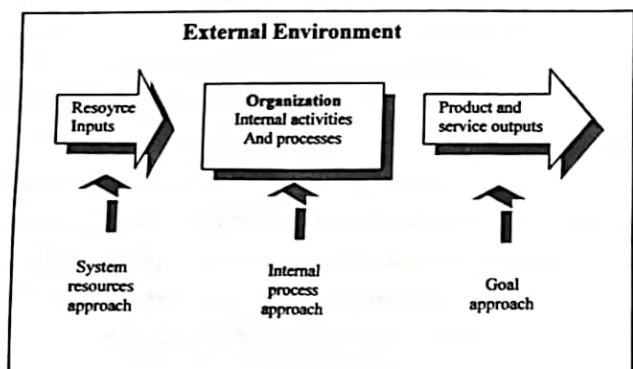 External Environment
Resoyrce
Inputs
Organization
Internal activities
And processes
Product and
service outputs
System
resources
approach
Internal
process
approach
Goal
approach